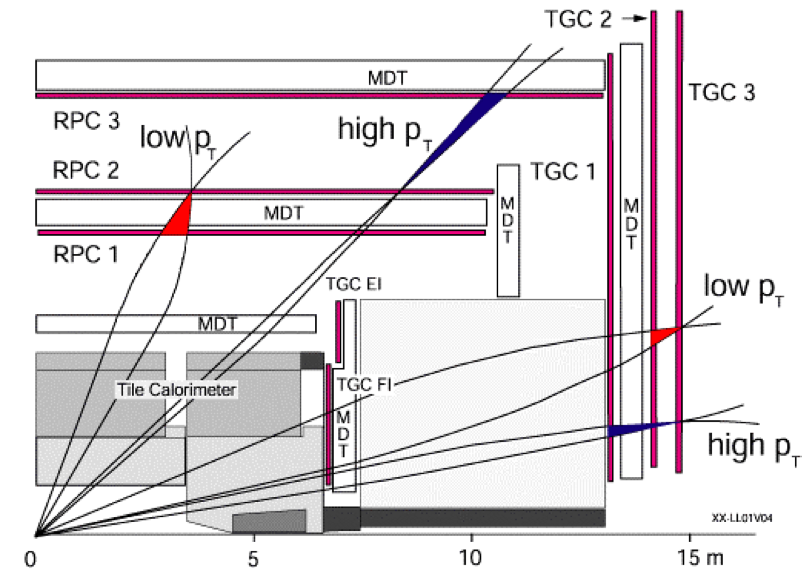 TGC 2
MDT
TGC 3
RPC 3
low pT
high pT
RPC 2
TGC 1
MDT
MDT
MDT
RPC 1
TGC EI
low pT
MDT
Tile Calorimeter
TGC FI
MDT
high pT
XX-LL01V04
0
5
10
15 m